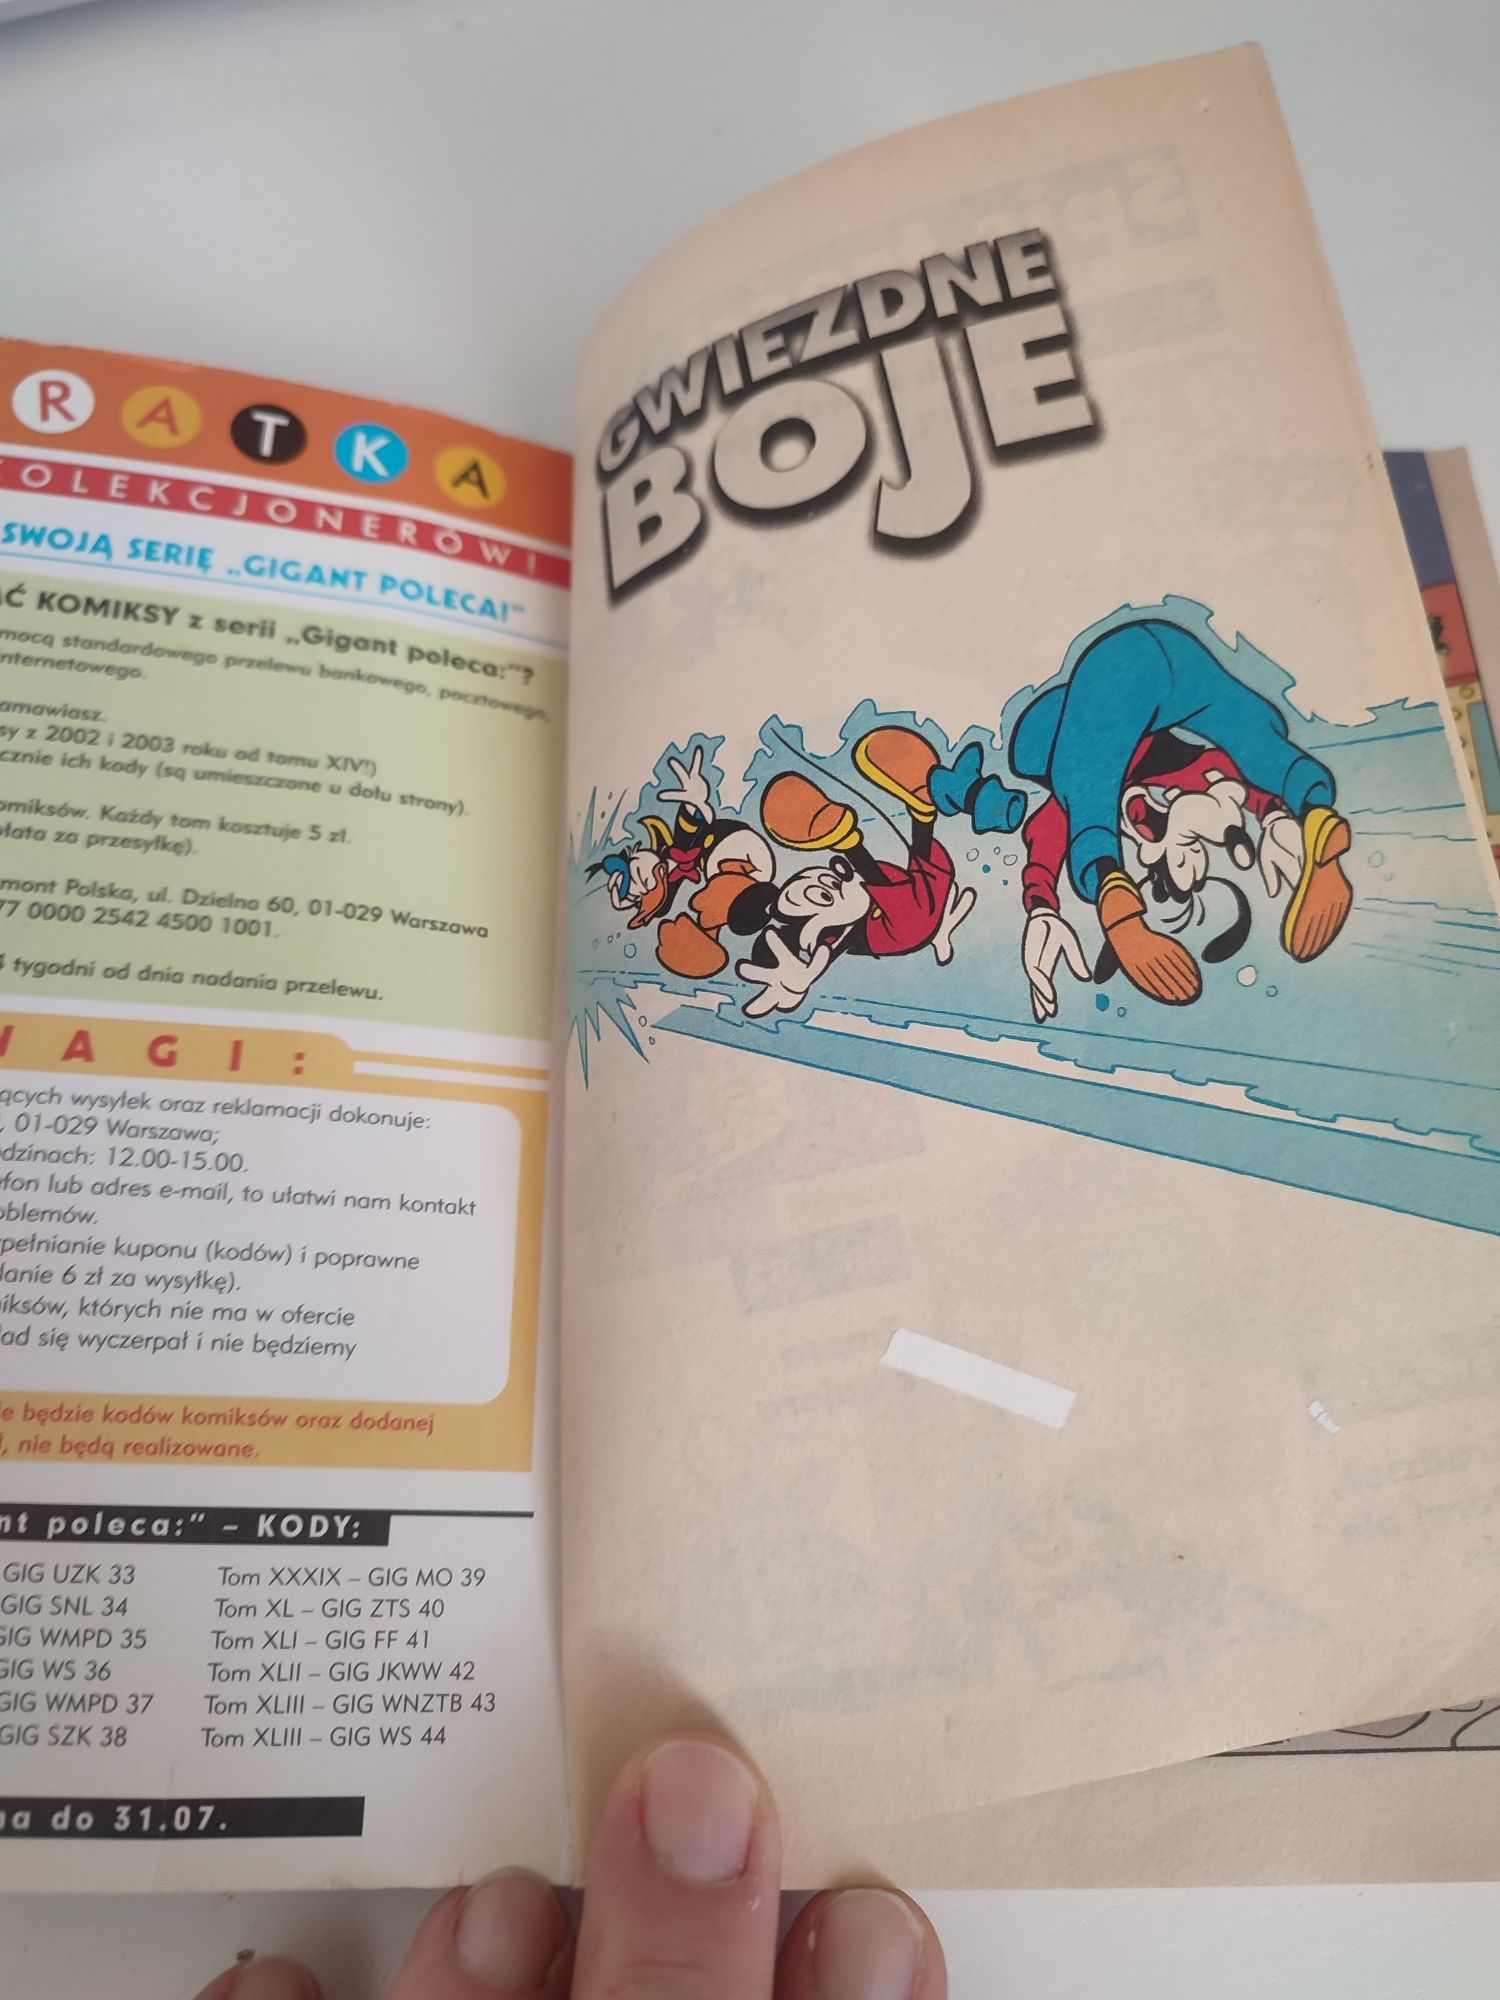 RATKA
OLEKCJONERÓW!
SWOJĄ SERIĘ „GIGANT POLECA!"
AĆ KOMIKSY z serii „Gigant poleca:"?
mocą standardowego przelewu bankowego, pocztowego,
internetowego.
amawiasz.
sy z 2002 i 2003 roku od tomu XIV!)
cznie ich kody (są umieszczone u dołu strony).
omiksów. Każdy tom kosztuje 5 zł.
płata za przesyłkę).
mont Polska, ul. Dzielna 60, 01-029 Warszawa
77 0000 2542 4500 1001.
4 tygodni od dnia nadania przelewu.
WAGI:
ących wysyłek oraz reklamacji dokonuje:
, 01-029 Warszawa;
dzinach: 12.00-15.00.
efon lub adres e-mail, to ułatwi nam kontakt
oblemów.
pełnianie kuponu (kodów) i poprawne
danie 6 zł za wysyłkę).
iksów, których nie ma w ofercie
ad się wyczerpał i nie będziemy
e będzie kodów komiksów oraz dodanej
, nie będą realizowane.
nt poleca:" – KODY:
GIG UZK 33 Tom XXXIX – GIG MO 39
GIG SNL 34 Tom XL – GIG ZTS 40
GIG WMPD 35 Tom XLI – GIG FF 41
GIG WS 36 Tom XLII – GIG JKWW 42
GIG WMPD 37 Tom XLIII – GIG WNZTB 43
GIG SZK 38 Tom XLIII – GIG WS 44
na do 31.07.
GWIEZDNE
BOJE